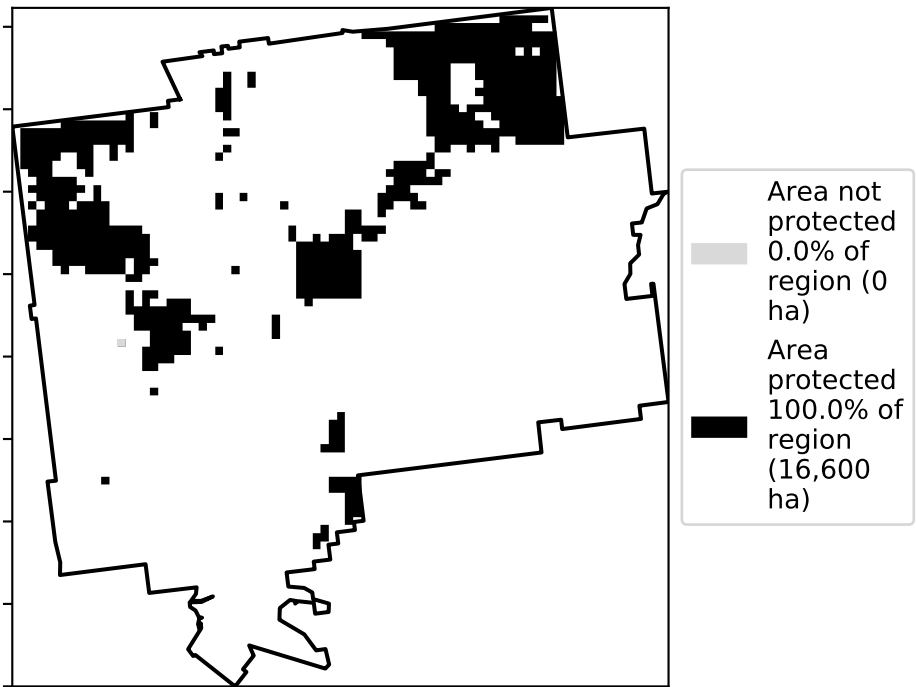 Area not
protected
0.0% of
region (0
ha)
Area
protected
100.0% of
region
(16,600
ha)